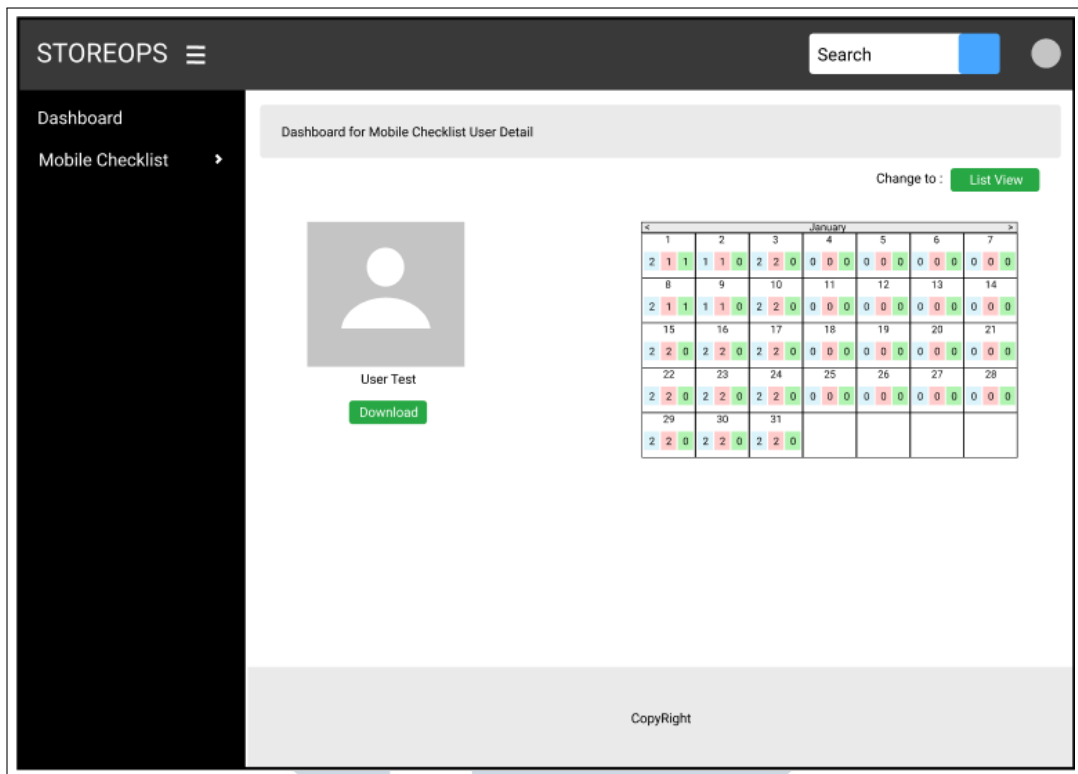 STOREOPS
Search
Dashboard
Mobile Checklist
Dashboard for Mobile Checklist User Detail
Change to : List View
< January >
1 2 3 4 5 6 7
2 1 1 1 1 0 2 2 0 0 0 0 0 0 0 0 0 0 0 0 0
8 9 10 11 12 13 14
2 1 1 1 1 0 2 2 0 0 0 0 0 0 0 0 0 0 0 0 0
15 16 17 18 19 20 21
2 2 0 2 2 0 2 2 0 0 0 0 0 0 0 0 0 0 0 0 0
22 23 24 25 26 27 28
2 2 0 2 2 0 2 2 0 0 0 0 0 0 0 0 0 0 0 0 0
29 30 31
2 2 0 2 2 0 2 2 0
User Test
Download
CopyRight